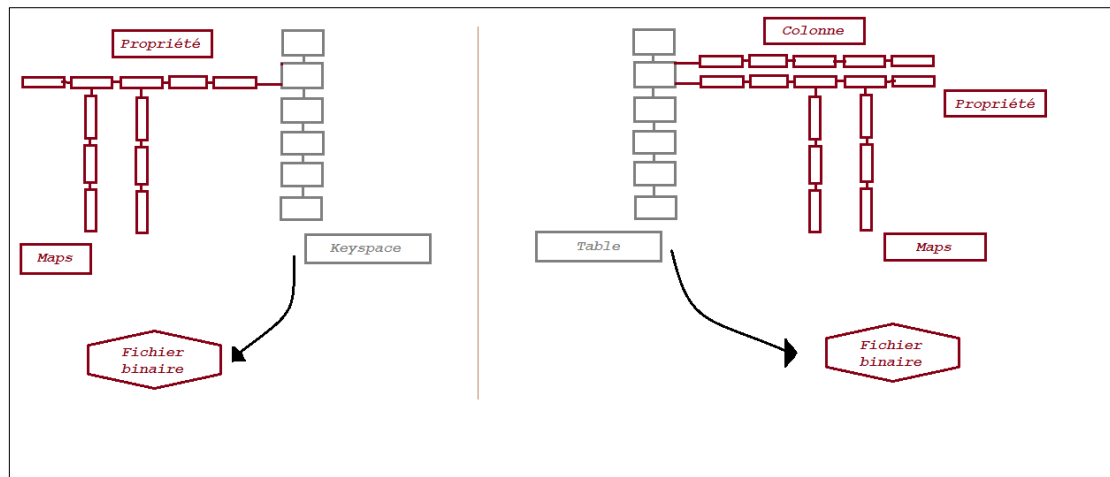 Propriété
Maps
Keyspace
Fichier
binaire
Colonne
Propriété
Table
Maps
Fichier
binaire